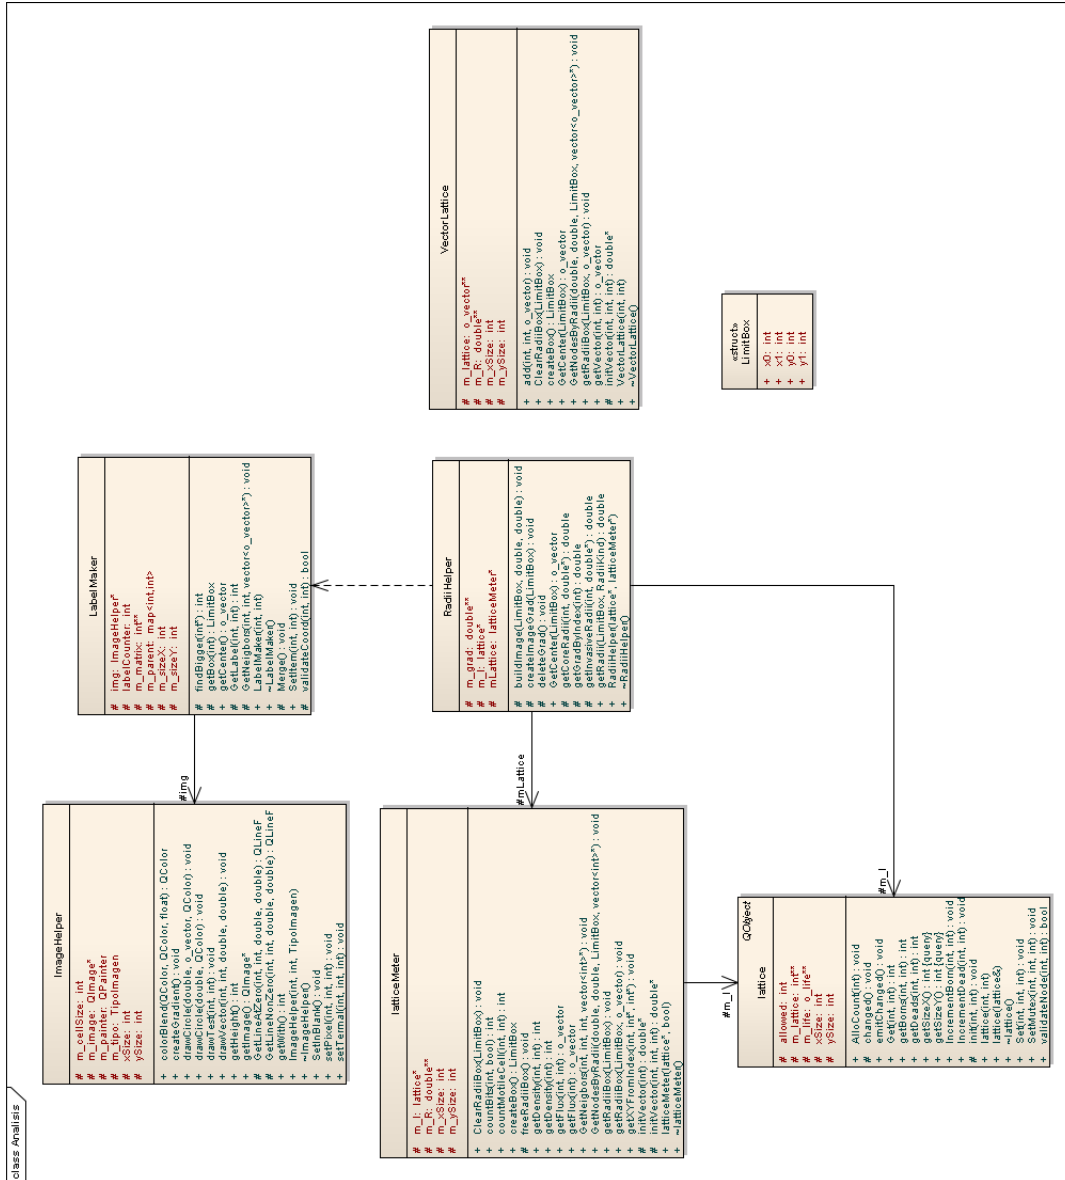 class Analisis
ImageHelper
# m_cellSize: int
# m_image: QImage*
# m_painter: QPainter
# m_tipo: TipoImagen
# xSize: int
# ySize: int
+ colorBlend(QColor, QColor, float) : QColor
+ createGradient() : void
+ drawCircle(double, o_vector, QColor) : void
+ drawCircle(double, QColor) : void
+ drawTest(int, int) : void
+ drawVector(int, int, double, double) : void
+ getHeight() : int
+ getImage() : QImage*
# GetLineAtZero(int, int, double, double) : QLineF
# GetLineNonZero(int, int, double, double) : QLineF
+ getWith() : int
+ ImageHelper(int, int, TipoImagen)
+ ~ImageHelper()
+ SetInBlank() : void
+ setPixel(int, int, int) : void
+ setTermal(int, int, int) : void
#img
LabelMaker
# img: ImageHelper*
# labelCounter: int
# m_matrix: int**
# m_parent: map<int,int>
# m_sizeX: int
# m_sizeY: int
# findBigger(int*) : int
+ getBox(int) : LimitBox
+ getCenter() : o_vector
# GetLabel(int, int) : int
# GetNeigbors(int, int, vector<o_vector>*) : void
+ LabelMaker(int, int)
+ ~LabelMaker()
# Merge() : void
+ SetItem(int, int) : void
# validateCoord(int, int) : bool
latticeMeter
# m_l: lattice*
# m_R: double**
# m_xSize: int
# m_ySize: int
+ ClearRadiiBox(LimitBox) : void
+ countBits(int, bool) : int
+ countMotileCell(int, int) : int
+ createBox() : LimitBox
# freeRadiiBox() : void
+ getDensity(int, int) : int
+ getDensity(int) : int
+ getFlux(int, int) : o_vector
+ getFlux(int) : o_vector
+ GetNeigbors(int, int, vector<int>*) : void
+ GetNodesByRadii(double, double, LimitBox, vector<int>*) : void
+ getRadiiBox(LimitBox) : void
+ getRadiiBox(LimitBox, o_vector) : void
+ getXYFromIndex(int, int*, int*) : void
# initVector(int) : double*
# initVector(int, int, int) : double*
+ latticeMeter(lattice*, bool)
+ ~latticeMeter()
#mLattice
RadiiHelper
# m_grad: double**
# m_l: lattice*
# mLattice: latticeMeter*
# buildImage(LimitBox, double, double) : void
# createImageGrad(LimitBox) : void
# deleteGrad() : void
+ GetCenter(LimitBox) : o_vector
# getCoreRadii(int, double*) : double
# getGradByIndex(int) : double
# getInvasiveRadii(int, double*) : double
+ getRadii(LimitBox, RadiiKind) : double
+ RadiiHelper(lattice*, latticeMeter*)
+ ~RadiiHelper()
VectorLattice
# m_lattice: o_vector**
# m_R: double**
# m_xSize: int
# m_ySize: int
+ add(int, int, o_vector) : void
+ ClearRadiiBox(LimitBox) : void
+ createBox() : LimitBox
+ GetCenter(LimitBox) : o_vector
+ GetNodesByRadii(double, double, LimitBox, vector<o_vector>*) : void
+ getRadiiBox(LimitBox, o_vector) : void
+ getVector(int, int) : o_vector
# initVector(int, int, int) : double*
+ VectorLattice(int, int)
+ ~VectorLattice()
#m_l
#m_l
QObject
lattice
# allowed: int
# m_lattice: int**
# m_life: o_life**
# xSize: int
# ySize: int
+ AlloCount(int) : void
# changed() : void
+ emitChanged() : void
+ Get(int, int) : int
+ getBorns(int, int) : int
+ getDeads(int, int) : int
+ getSizeX() : int {query}
+ getSizeY() : int {query}
+ IncrementBorn(int, int) : void
+ IncrementDead(int, int) : void
# init(int, int) : void
+ lattice(int, int)
+ lattice(lattice&)
+ ~lattice()
+ Set(int, int, int) : void
+ SetMutex(int, int, int) : void
+ validateNode(int, int) : bool
«struct»
LimitBox
+ x0: int
+ x1: int
+ y0: int
+ y1: int